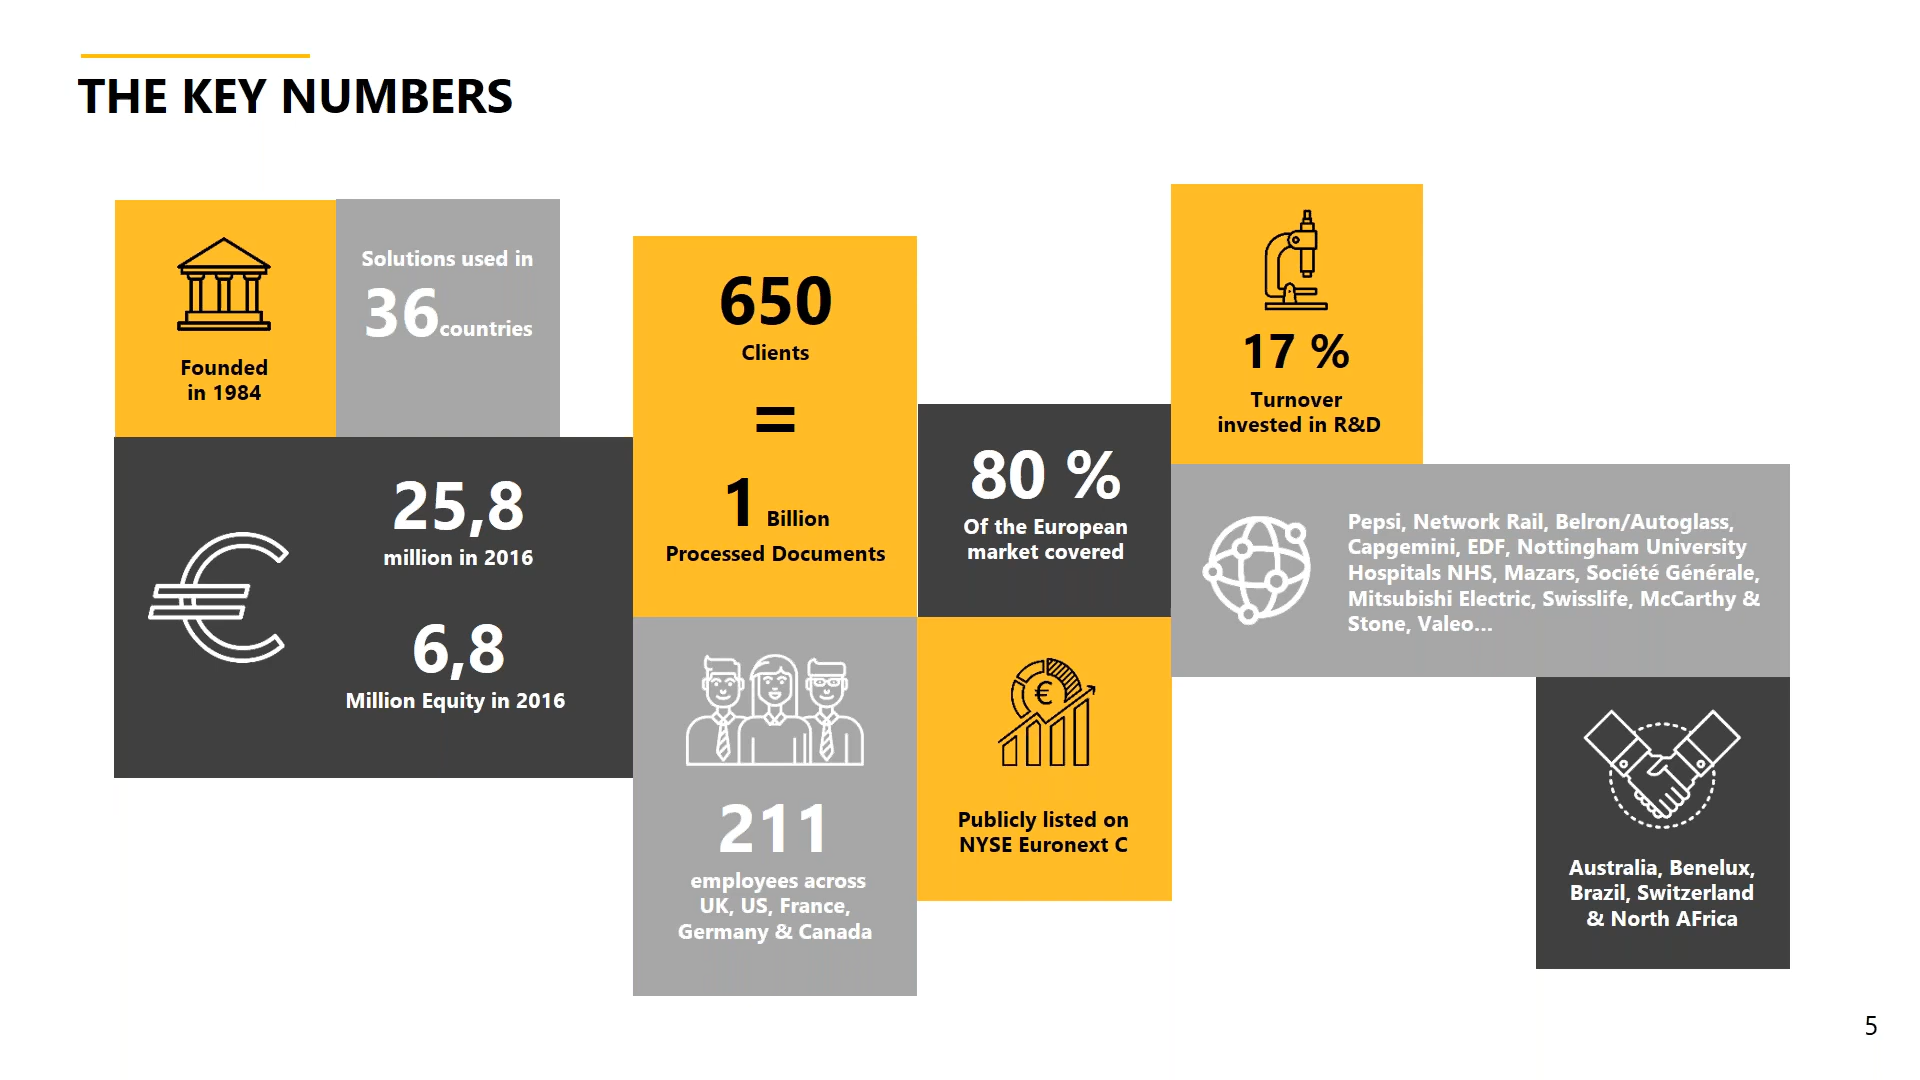 THE KEY NUMBERS
Founded
in 1984
Solutions used in
36 countries
25,8
million in 2016
6,8
Million Equity in 2016
€
650
Clients
=
1 Billion
Processed Documents
211
employees across
UK, US, France,
Germany & Canada
80 %
Of the European
market covered
€
Publicly listed on
NYSE Euronext C
17 %
Turnover
invested in R&D
Pepsi, Network Rail, Belron/Autoglass,
Capgemini, EDF, Nottingham University
Hospitals NHS, Mazars, Société Générale,
Mitsubishi Electric, Swisslife, McCarthy &
Stone, Valeo...
Australia, Benelux,
Brazil, Switzerland
& North AFrica
5